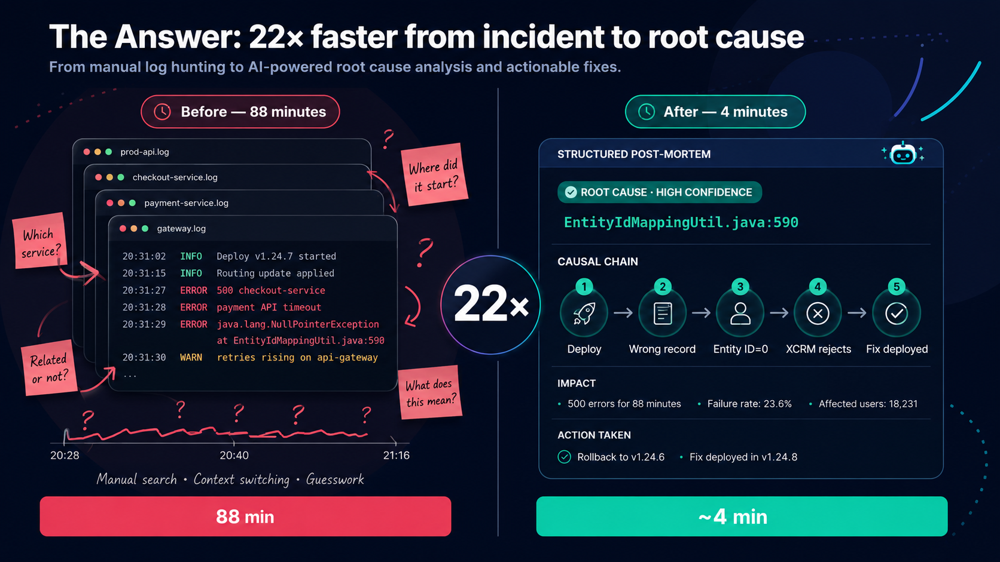 The Answer: 22× faster from incident to root cause
From manual log hunting to AI-powered root cause analysis and actionable fixes.
Before — 88 minutes
prod-api.log
checkout-service.log
payment-service.log
gateway.log
20:31:02 INFO Deploy v1.24.7 started
20:31:15 INFO Routing update applied
20:31:27 ERROR 500 checkout-service
20:31:28 ERROR payment API timeout
20:31:29 ERROR java.lang.NullPointerException
at EntityIdMappingUtil.java:590
20:31:30 WARN retries rising on api-gateway
...
?
Where did
it start?
Which
service?
?
Related
or not?
What does
this mean?
? ? ? ? ?
20:28 20:40 21:16
Manual search • Context switching • Guesswork
88 min
22×
After — 4 minutes
STRUCTURED POST-MORTEM
ROOT CAUSE · HIGH CONFIDENCE
EntityIdMappingUtil.java:590
CAUSAL CHAIN
1 2 3 4 5
Deploy Wrong record Entity ID=0 XCRM rejects Fix deployed
IMPACT
• 500 errors for 88 minutes • Failure rate: 23.6% • Affected users: 18,231
ACTION TAKEN
Rollback to v1.24.6 • Fix deployed in v1.24.8
~4 min